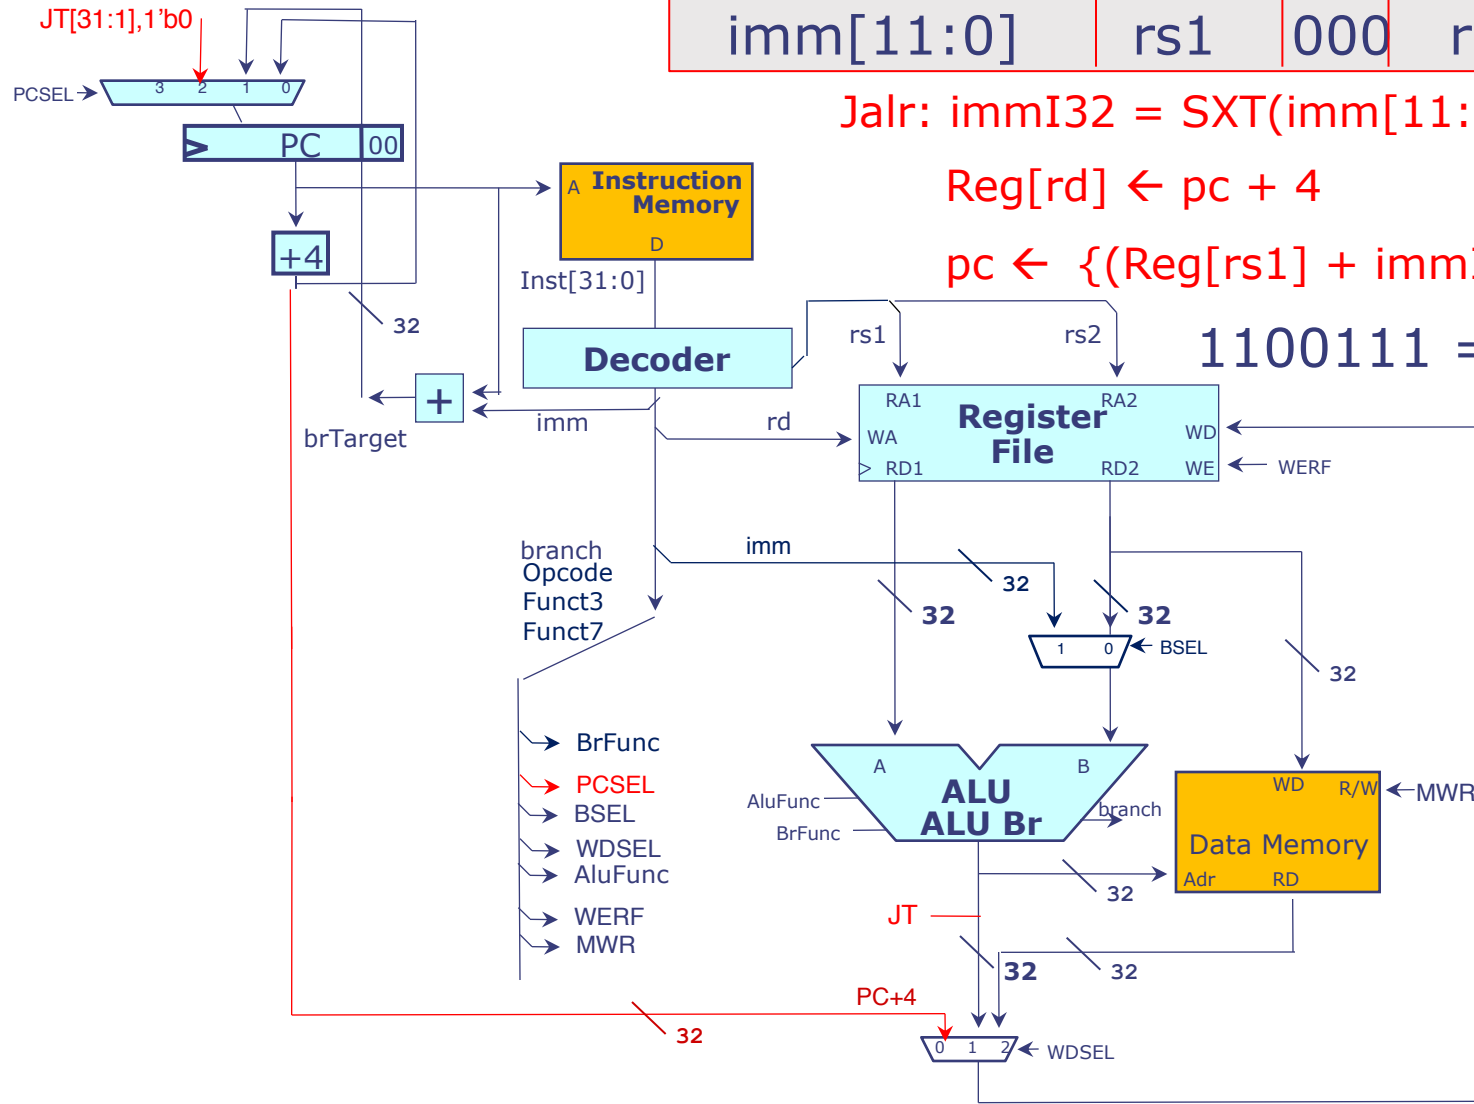 JT[31:1],1'b0
imm[11:0] rs1 000 r
PCSEL
3 2 1 0
Jalr: immI32 = SXT(imm[11:
PC 00
A Instruction
Memory
D
Reg[rd] ← pc + 4
+4
Inst[31:0]
pc ← {(Reg[rs1] + immI
32
rs1
rs2
1100111 =
Decoder
+
imm
brTarget
rd
RA1
RA2
Register
File
WA
WD
RD1
RD2
WE
WERF
branch
Opcode
Funct3
Funct7
imm
32
32
32
1 0
BSEL
32
BrFunc
PCSEL
BSEL
WDSEL
AluFunc
WERF
MWR
A
B
ALU
ALU Br
AluFunc
BrFunc
branch
WD
R/W
MWR
Data Memory
Adr
RD
32
JT
32
32
PC+4
32
0 1 2
WDSEL